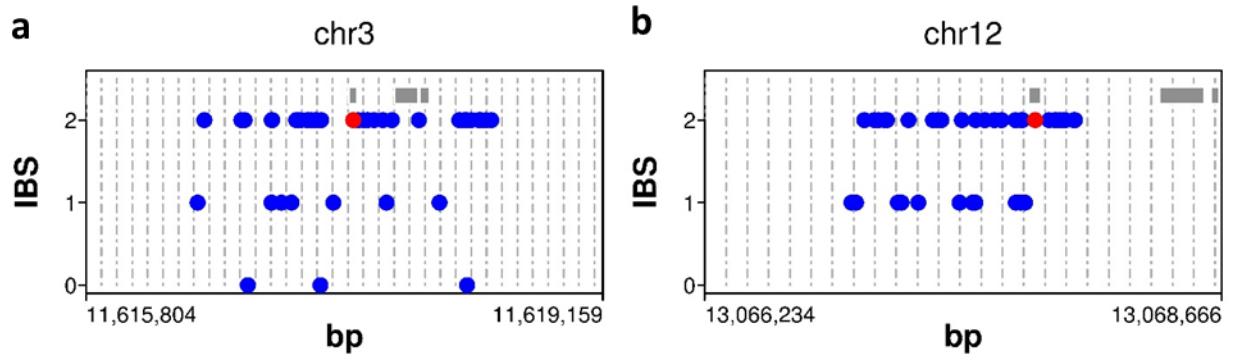 a
chr3
IBS
2
1
0
11,615,804
11,619,159
bp
b
chr12
IBS
2
1
0
13,066,234
13,068,666
bp